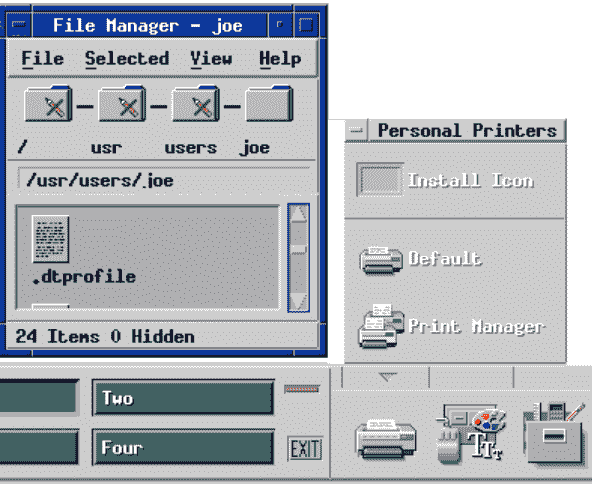 File Manager - joe
File Selected View Help
/ usr users joe
/usr/users/joe
.dtprofile
24 Items 0 Hidden
Personal Printers
Install Icon
Default
Print Manager
Two
Four
EXIT